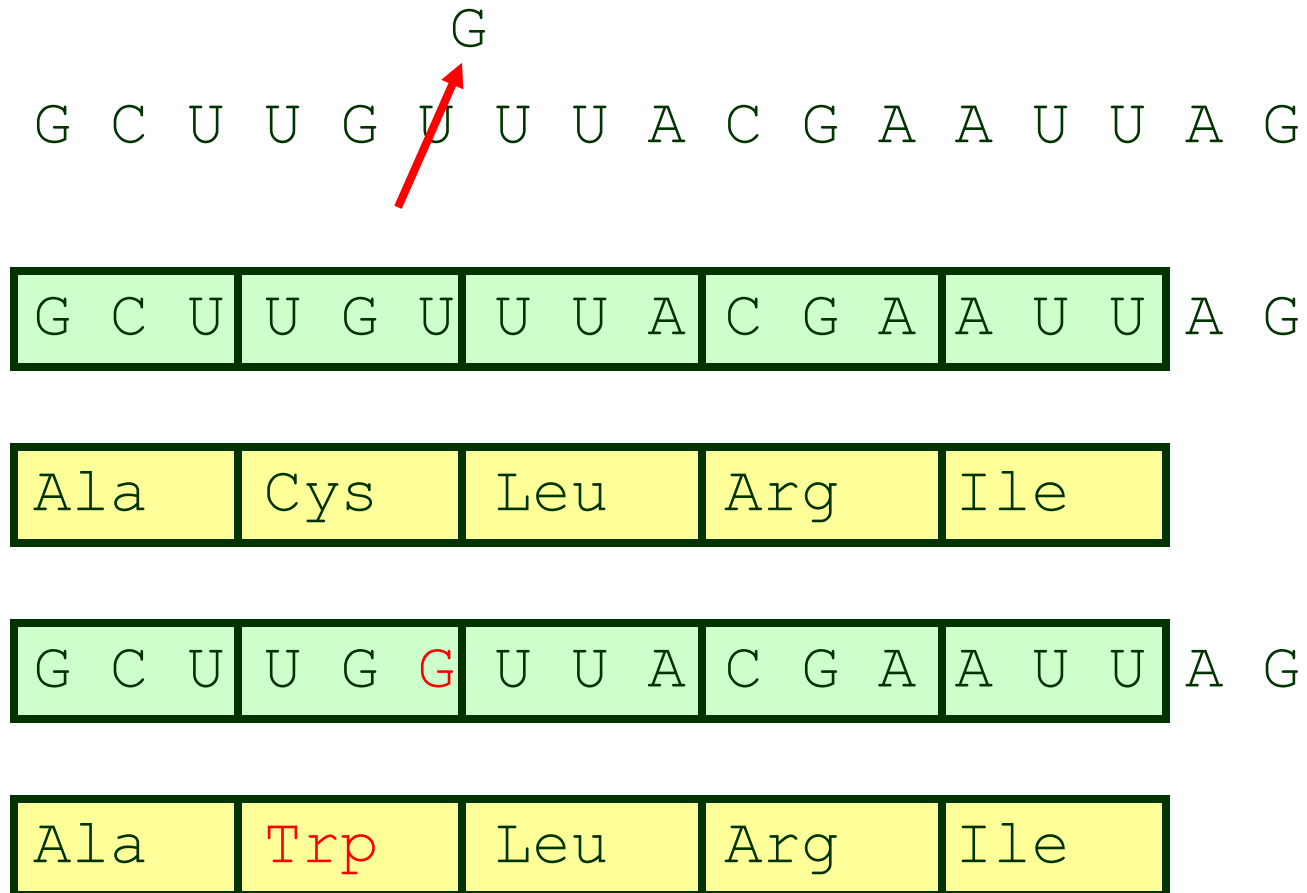 G
G C U U G U U U A C G A A U U A G
G C U U G U U U A C G A A U U A G
Ala Cys Leu Arg Ile
G C U U G G U U A C G A A U U A G
Ala Trp Leu Arg Ile